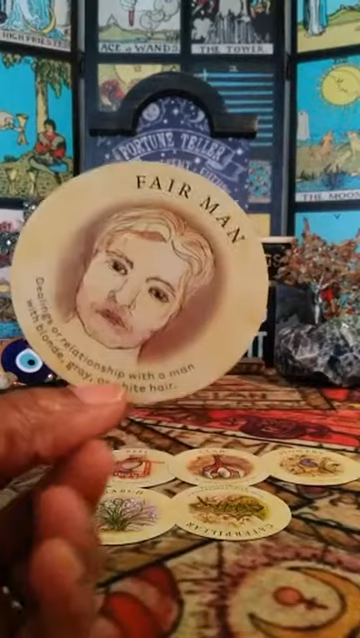 HIGH PRIESTESS
ACE of WANDS.
THE TOWER.
THE MOON
FORTUNE TELLER
FAIR MAN
Dealings or relationship with a man
with blonde, gray, or white hair.
CATERPILLAR